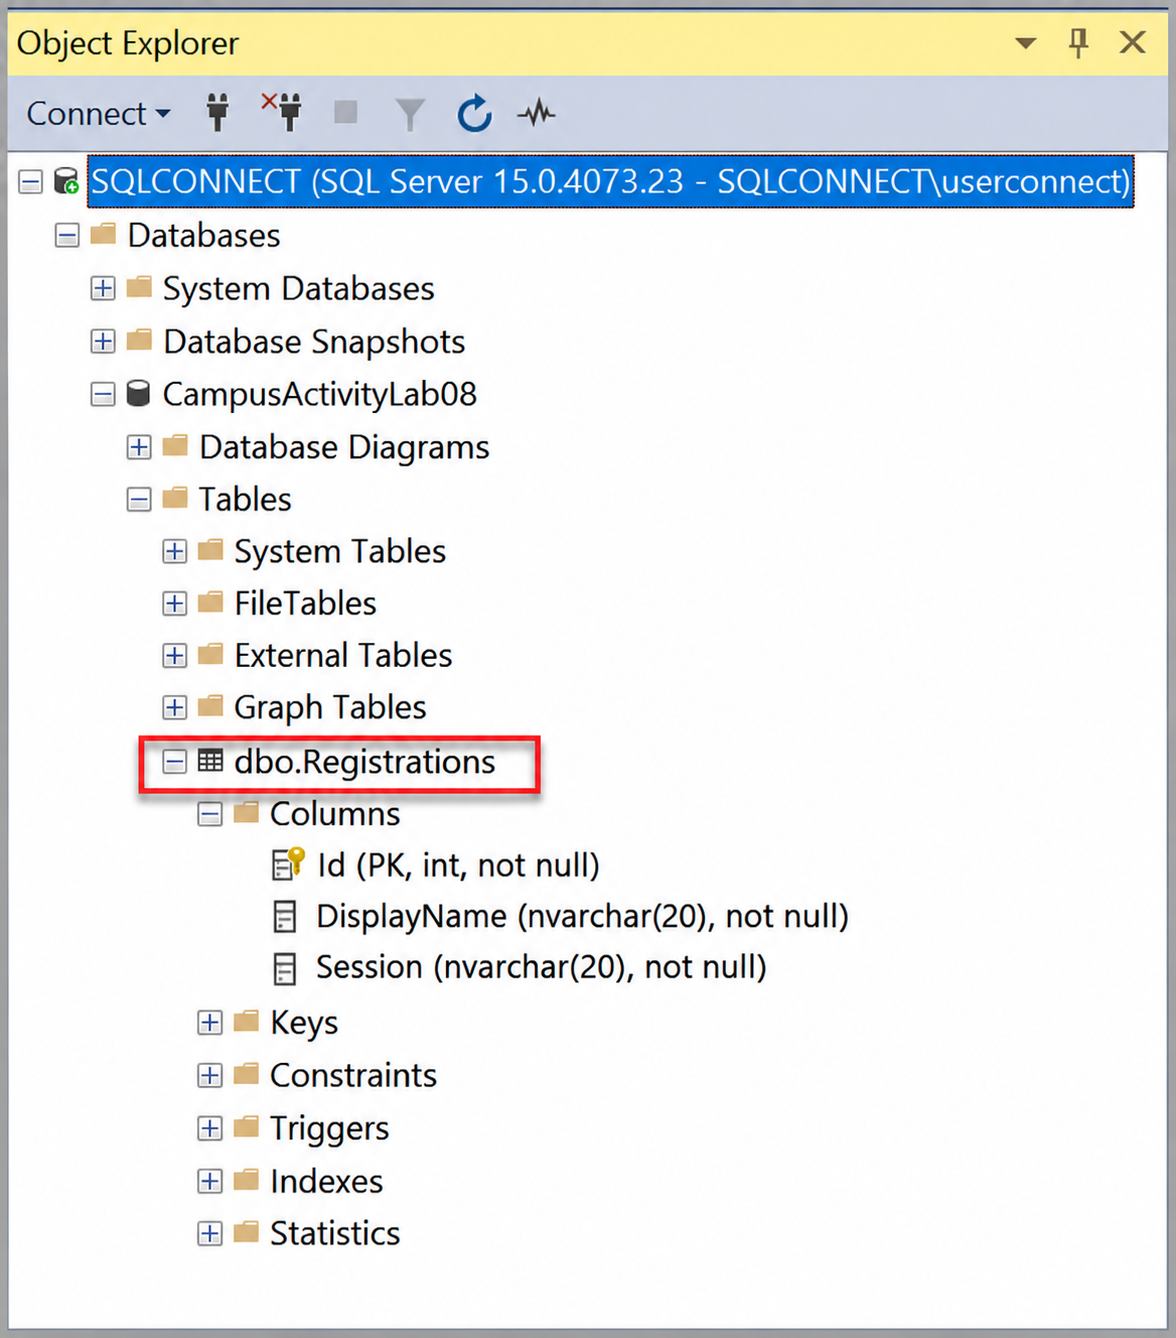 Object Explorer
Connect
SQLCONNECT (SQL Server 15.0.4073.23 - SQLCONNECT\userconnect)
Databases
System Databases
Database Snapshots
CampusActivityLab08
Database Diagrams
Tables
System Tables
FileTables
External Tables
Graph Tables
dbo.Registrations
Columns
Id (PK, int, not null)
DisplayName (nvarchar(20), not null)
Session (nvarchar(20), not null)
Keys
Constraints
Triggers
Indexes
Statistics